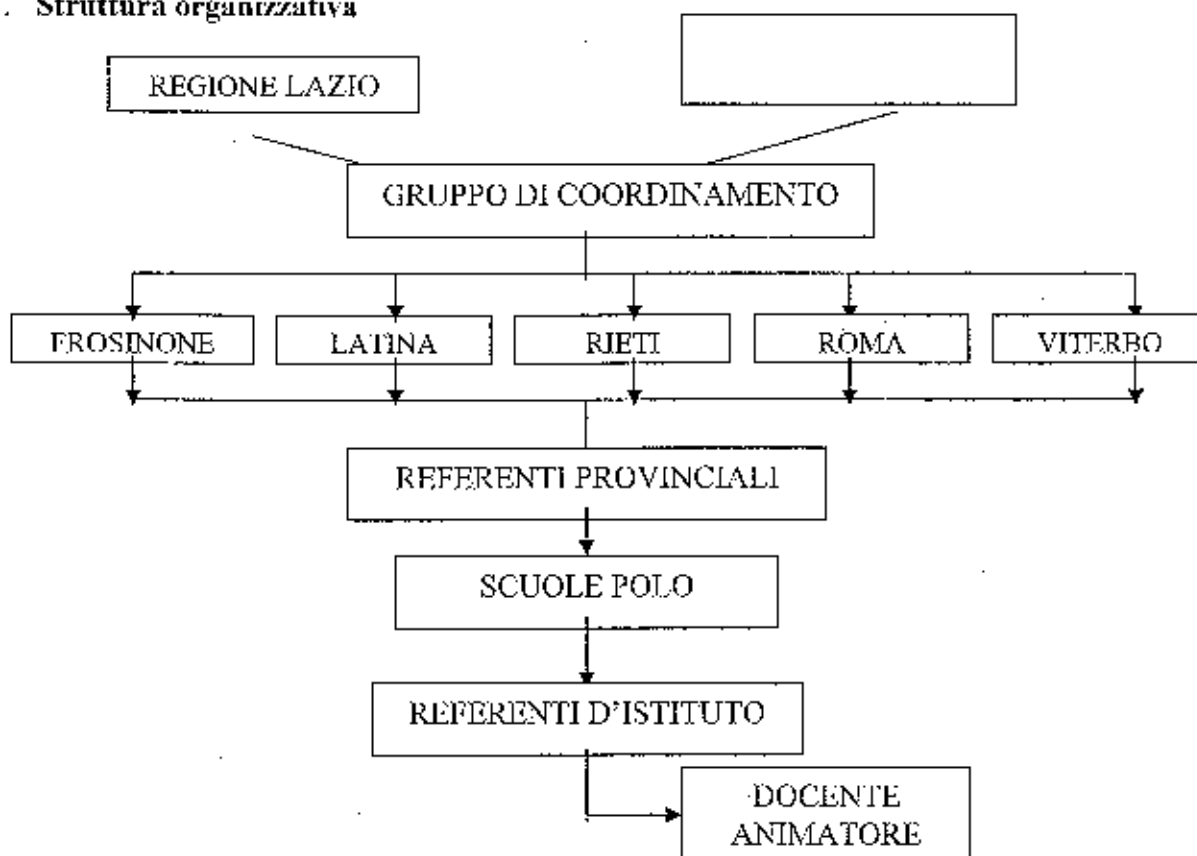 . Struttura organizzativa
REGIONE LAZIO
GRUPPO DI COORDINAMENTO
FROSINONE
LATINA
RIETI
ROMA
VITERBO
REFERENTI PROVINCIALI
SCUOLE POLO
REFERENTI D'ISTITUTO
DOCENTE
ANIMATORE